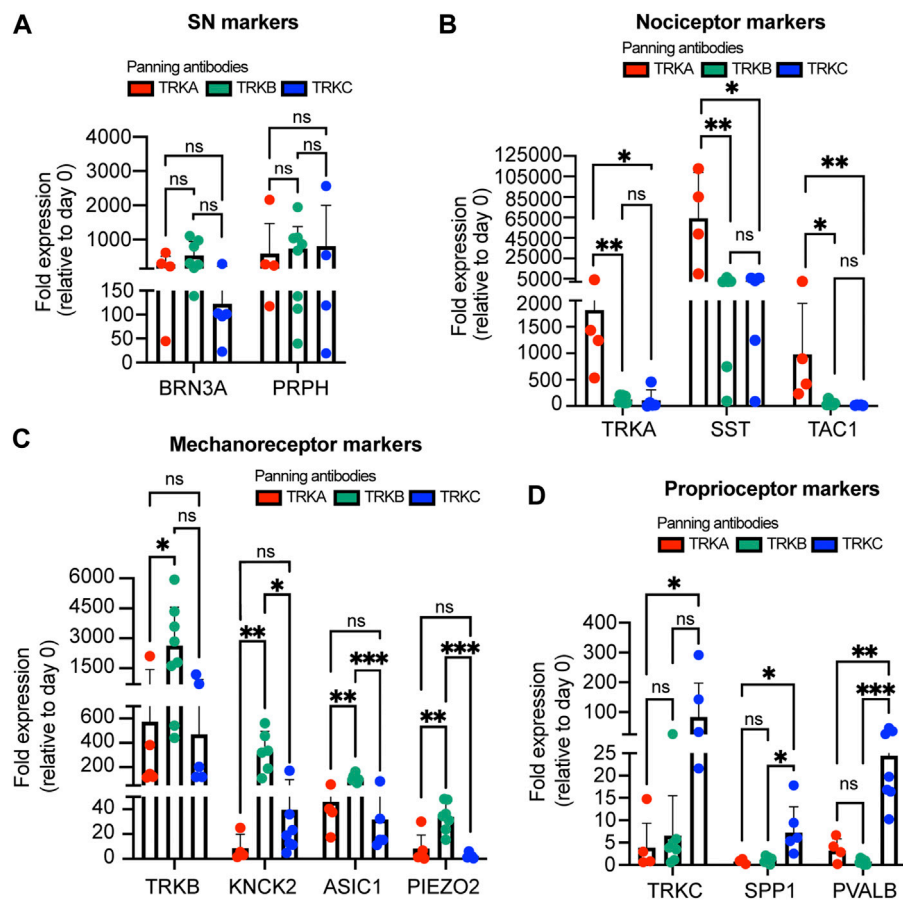 A
SN markers
Panning antibodies
TRKA TRKB TRKC
Fold expression
(relative to day 0)
4000
3000
2000
1000
150
100
50
0
ns
ns
ns
ns
ns
ns
BRN3A PRPH
B
Nociceptor markers
Panning antibodies
TRKA TRKB TRKC
Fold expression
(relative to day 0)
125000
105000
85000
65000
45000
25000
5000
2000
1500
1000
500
0
*
**
ns
*
**
ns
**
*
ns
TRKA SST TAC1
C
Mechanoreceptor markers
Panning antibodies
TRKA TRKB TRKC
Fold expression
(relative to day 0)
6000
4500
3000
1500
600
400
200
40
20
0
ns
ns
*
ns
*
**
ns
***
**
ns
***
**
TRKB KNCK2 ASIC1 PIEZO2
D
Proprioceptor markers
Panning antibodies
TRKA TRKB TRKC
Fold expression
(relative to day 0)
400
300
200
100
25
20
15
10
5
0
*
ns
ns
*
ns
*
**
***
ns
TRKC SPP1 PVALB